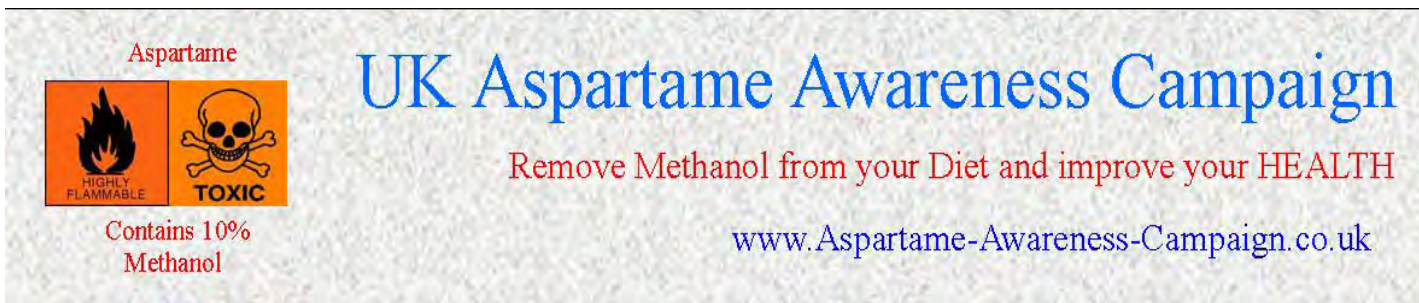 Aspartame
HIGHLY
FLAMMABLE
TOXIC
Contains 10%
Methanol
UK Aspartame Awareness Campaign
Remove Methanol from your Diet and improve your HEALTH
www.Aspartame-Awareness-Campaign.co.uk